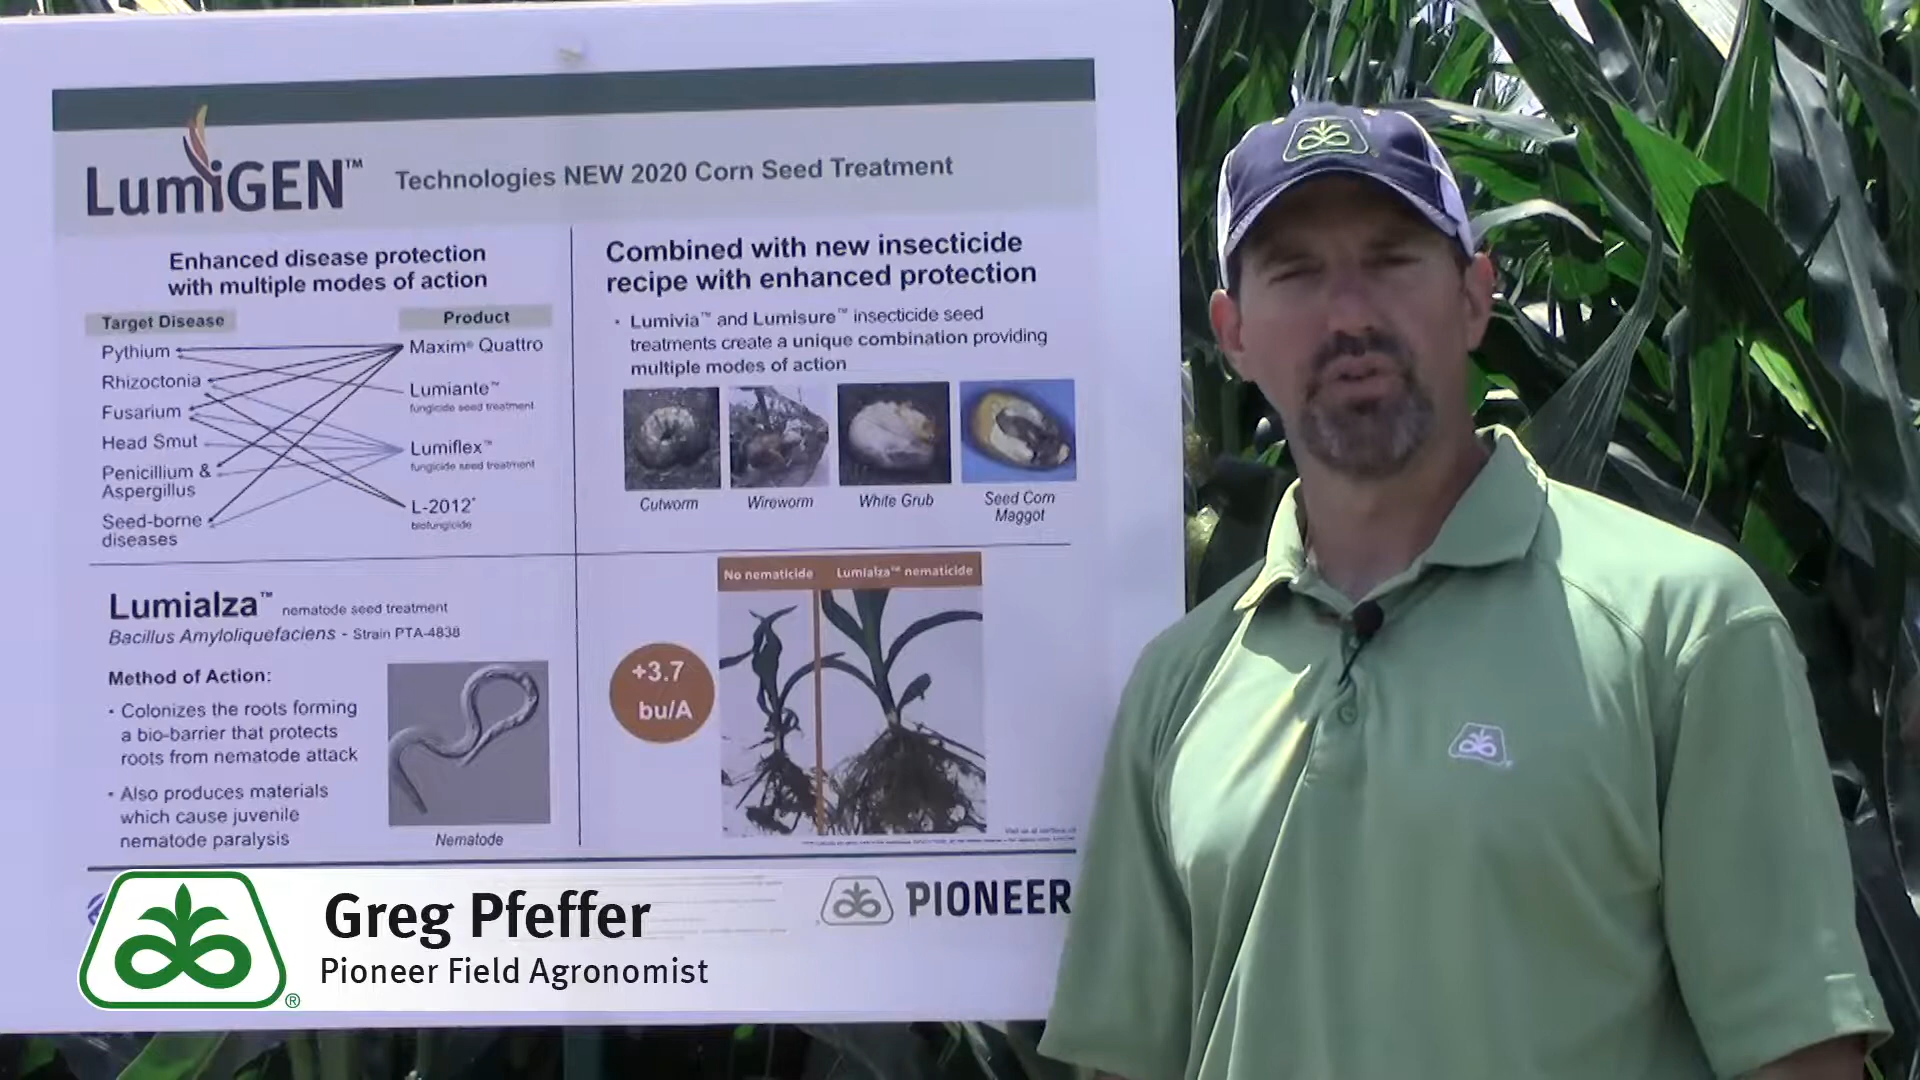 LumiGEN™ Technologies NEW 2020 Corn Seed Treatment
Enhanced disease protection
with multiple modes of action
Target Disease
Product
Pythium
Rhizoctonia
Fusarium
Head Smut
Penicillium &
Aspergillus
Seed-borne
diseases
Maxim® Quattro
Lumiante™
fungicide seed treatment
Lumiflex™
fungicide seed treatment
L-2012*
biofungicide
Combined with new insecticide
recipe with enhanced protection
• Lumivia™ and Lumisure™ insecticide seed
treatments create a unique combination providing
multiple modes of action
Cutworm
Wireworm
White Grub
Seed Corn
Maggot
Lumialza™ nematode seed treatment
Bacillus Amyloliquefaciens - Strain PTA-4838
Method of Action:
• Colonizes the roots forming
a bio-barrier that protects
roots from nematode attack
• Also produces materials
which cause juvenile
nematode paralysis
Nematode
No nematicide
Lumialza™ nematicide
+3.7
bu/A
PIONEER
Greg Pfeffer
Pioneer Field Agronomist
®